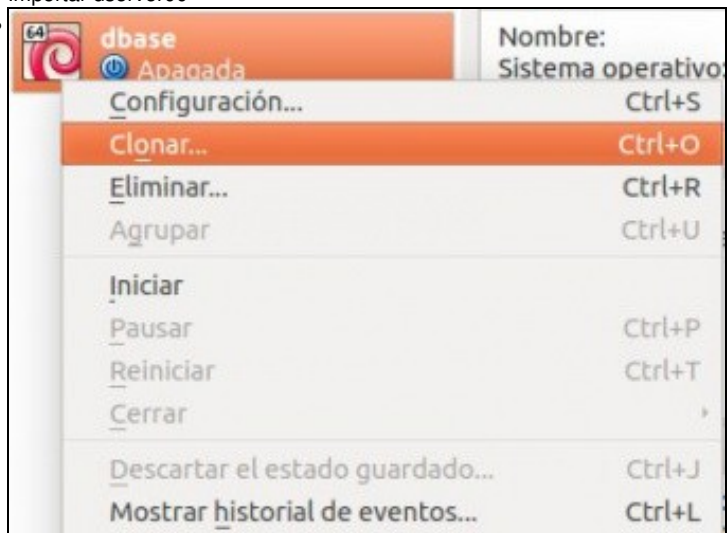 64
dbase
Apagada
Nombre:
Sistema operativo:
Configuración... Ctrl+S
Clonar... Ctrl+O
Eliminar... Ctrl+R
Agrupar Ctrl+U
Iniciar
Pausar Ctrl+P
Reiniciar Ctrl+T
Cerrar
Descartar el estado guardado... Ctrl+J
Mostrar historial de eventos... Ctrl+L